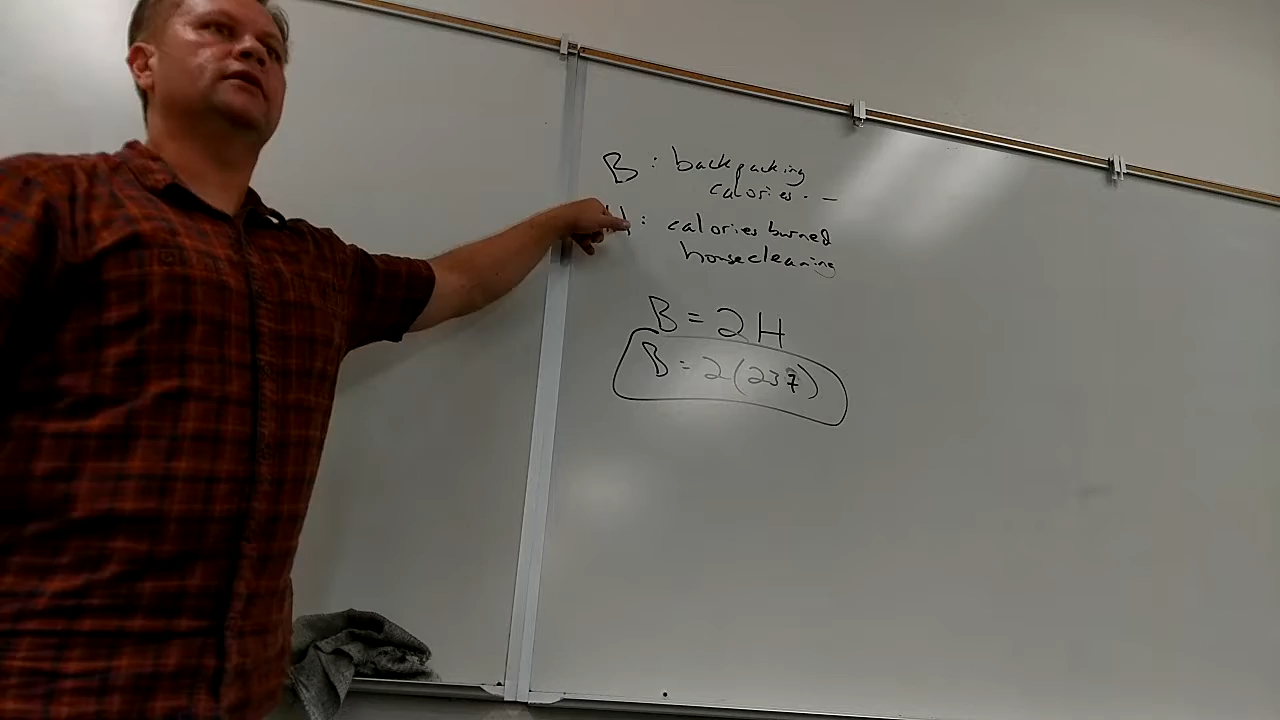 B : backpacking
calories. —
H : calories burned
housecleaning
B = 2H
B = 2(237)